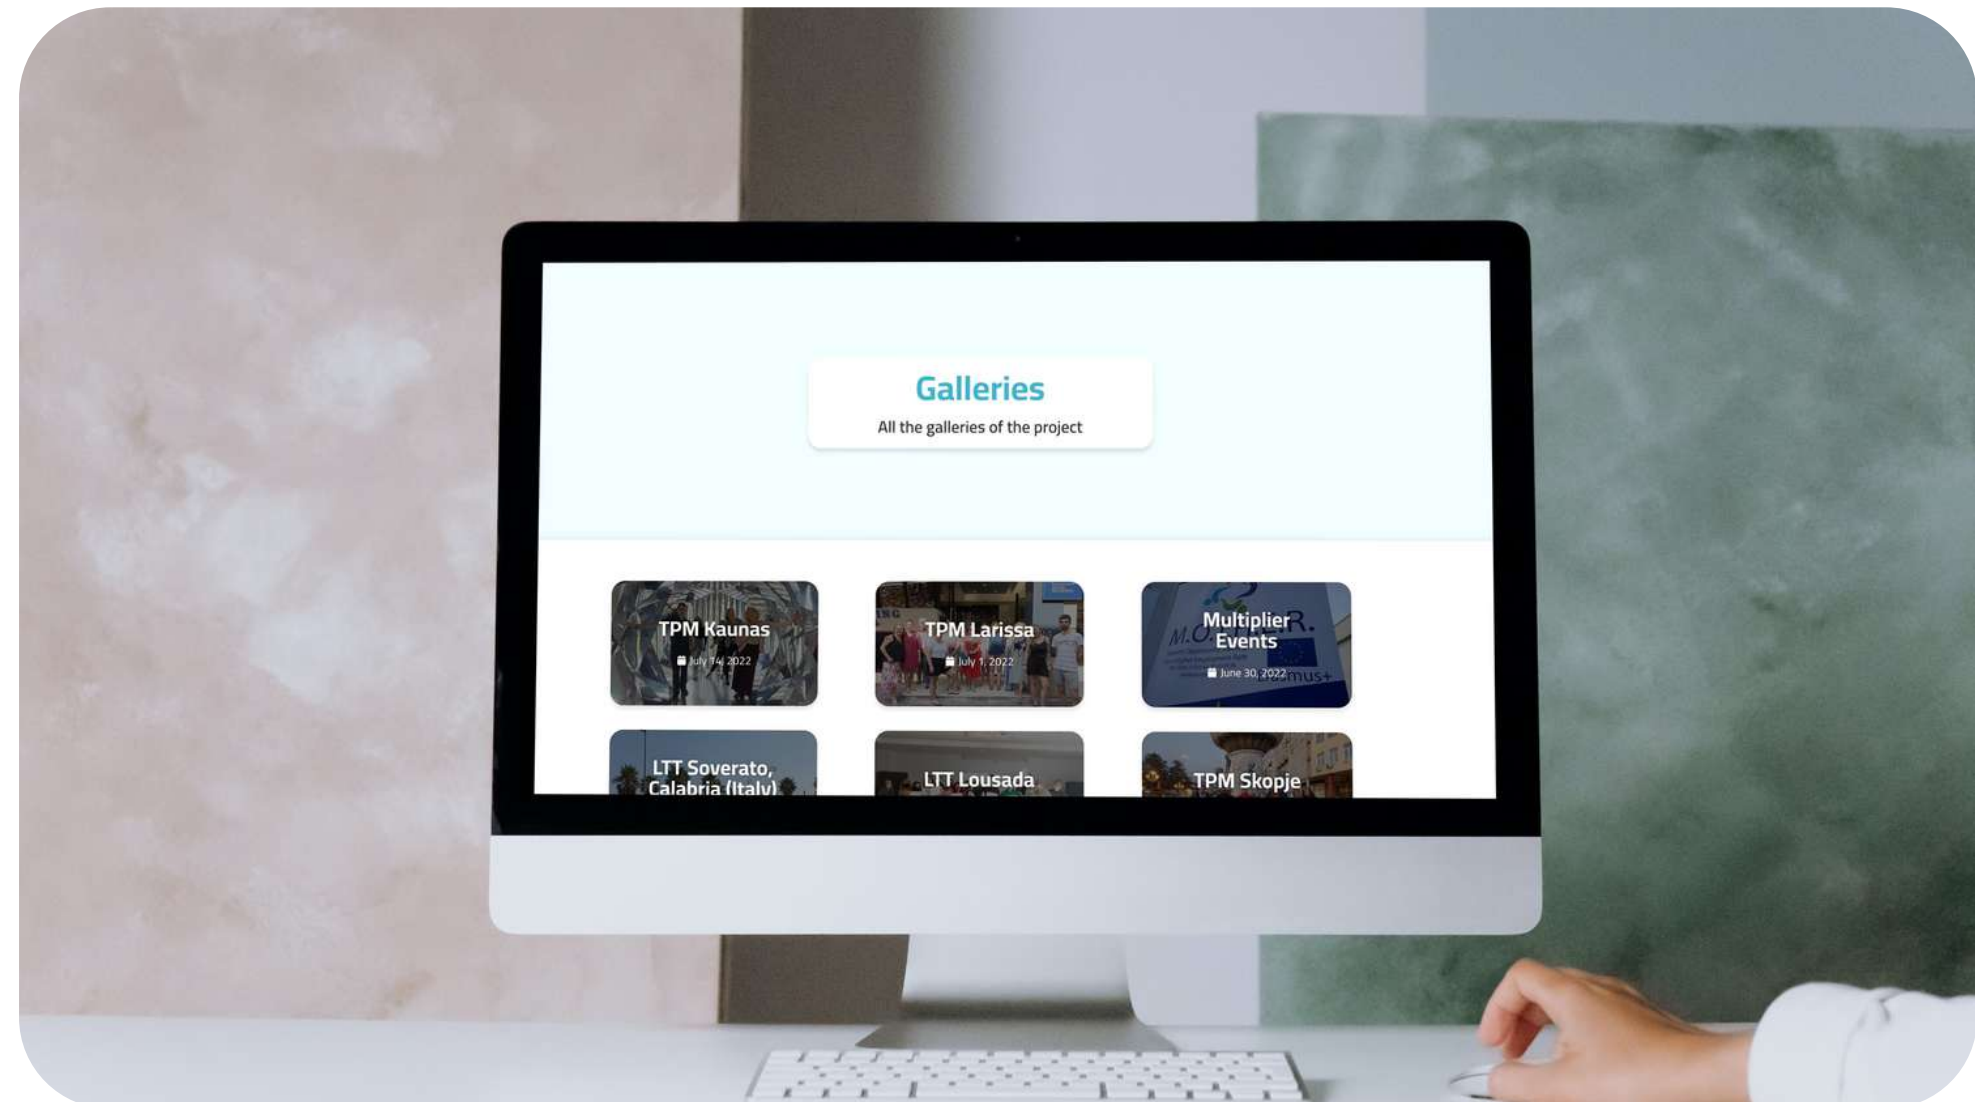 Galleries
All the galleries of the project
TPM Kaunas
July 14, 2022
TPM Larissa
July 1, 2022
Multiplier
Events
June 30, 2022
Erasmus+
LTT Soverato,
Calabria (Italy)
LTT Lousada
TPM Skopje